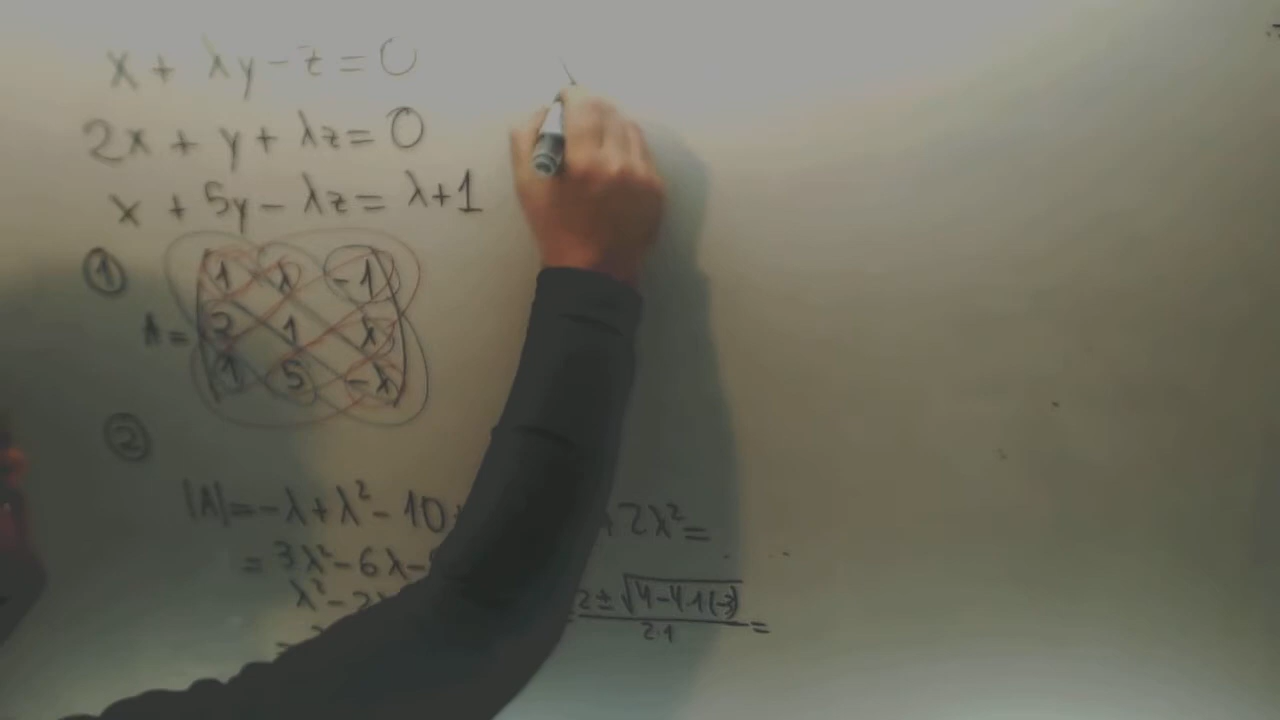 x + λy - z = 0
2x + y + λz = 0
x + 5y - λz = λ+1
①
1 λ -1
A = 2 1 λ
1 5 -λ
②
|A| = -λ + λ² - 10 + 2λ² =
= 3λ² - 6λ -
λ² - 2λ
2 ± √4-4·1(-3)
2·1 =